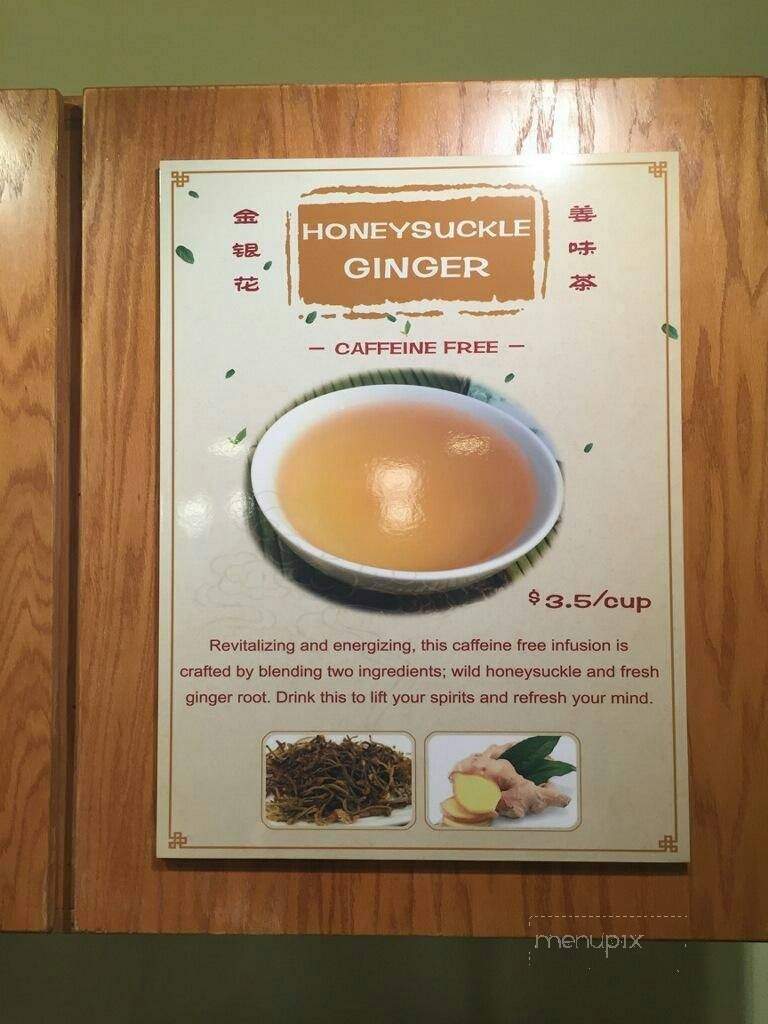 金银花
HONEYSUCKLE
GINGER
姜味茶
- CAFFEINE FREE -
$3.5/cup
Revitalizing and energizing, this caffeine free infusion is
crafted by blending two ingredients; wild honeysuckle and fresh
ginger root. Drink this to lift your spirits and refresh your mind.
menupix